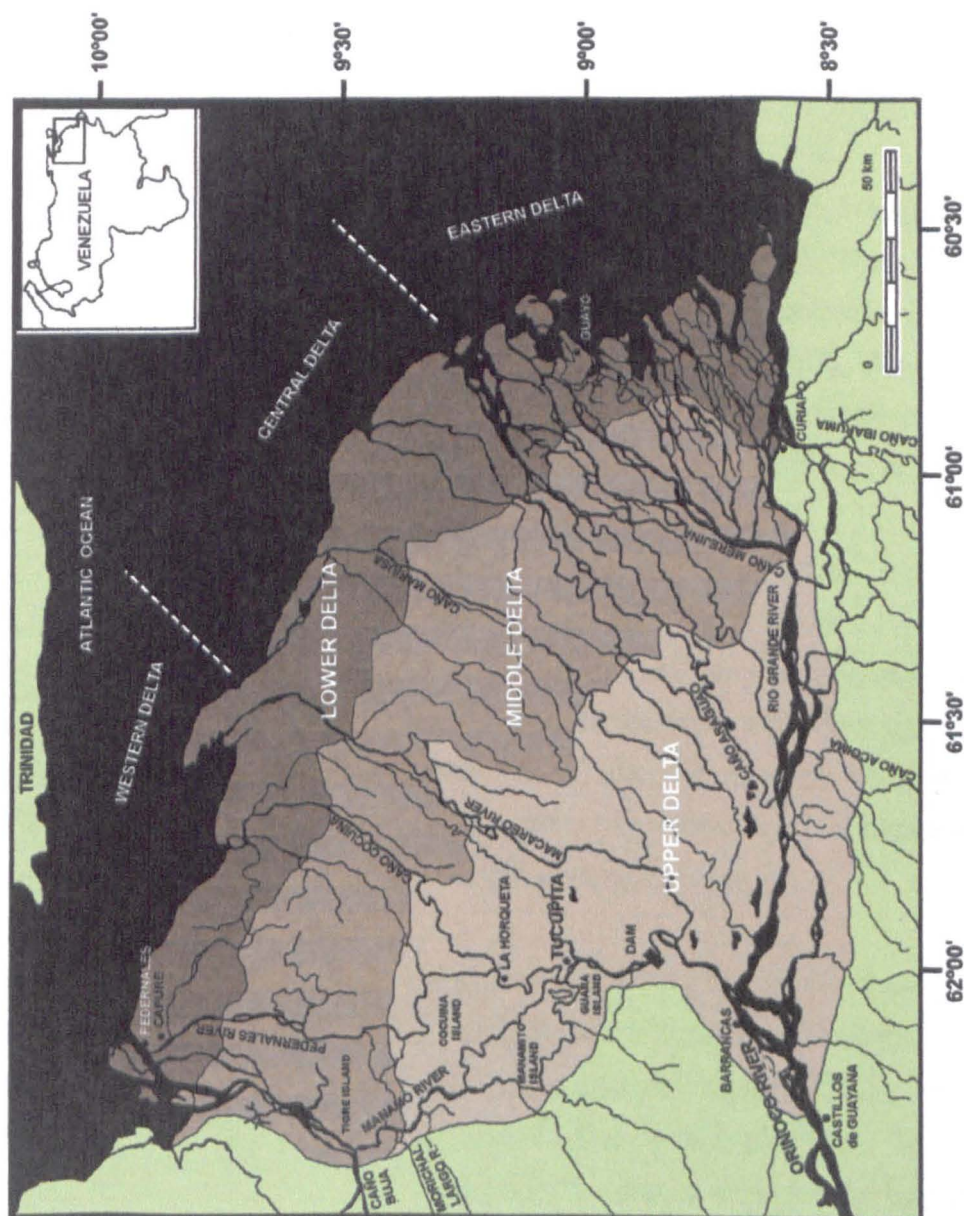 TRINIDAD
ATLANTIC OCEAN
VENEZUELA
WESTERN DELTA
CENTRAL DELTA
EASTERN DELTA
PEDERNALES
CAPURE
PEDERNALES RIVER
TIGRE ISLAND
CAÑO
BUJA
MORICHAL-
LARGO R.
MANAMO RIVER
COCUINA
ISLAND
MANAMITO
ISLAND
GUARA
ISLAND
LA HORQUETA
TUCUPITA
DAM
CAÑO COCUINA
MACAREO RIVER
LOWER DELTA
MIDDLE DELTA
UPPER DELTA
CAÑO MARIUSA
CAÑO ARAGUAO
CAÑO MEREJINA
GUAYO
RIO GRANDE RIVER
CURIAPO
CAÑO IBARUMA
CAÑO ACOIMA
BARRANCAS
ORINOCO RIVER
CASTILLOS
de GUAYANA
0 50 km
10°00'
9°30'
9°00'
8°30'
62°00'
61°30'
61°00'
60°30'